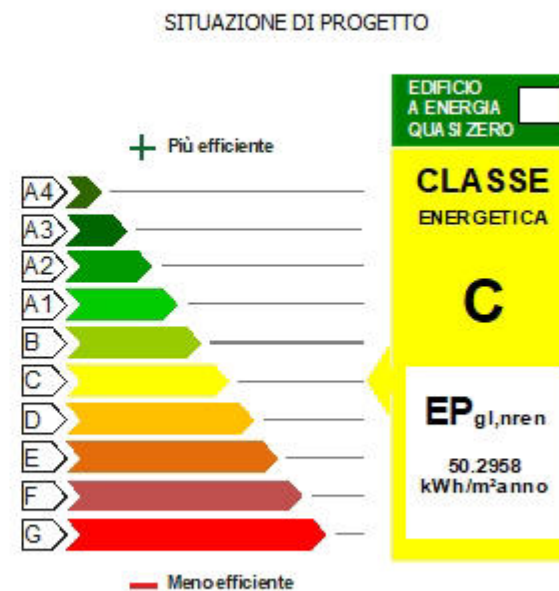 SITUAZIONE DI PROGETTO
EDIFICIO
A ENERGIA
QUASI ZERO
Più efficiente
CLASSE
ENERGETICA
C
A4
A3
A2
A1
B
C
D
E
F
G
EPgl,nren
50.2958
kWh/m²anno
Meno efficiente